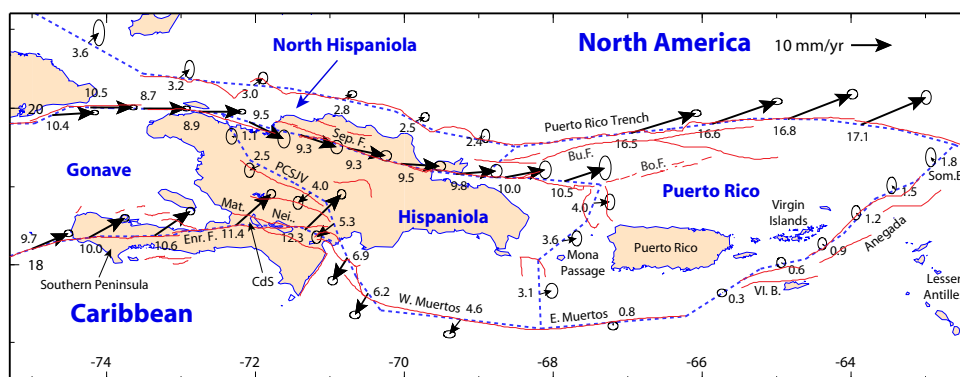 North America
10 mm/yr
North Hispaniola
3.6
3.2
3.0
2.8
2.5
2.4
20
10.5
8.7
10.4
8.9
9.5
1.1
9.3
Sep. F.
9.3
9.5
9.8
10.0
10.5
Puerto Rico Trench
16.5
16.6
16.8
17.1
Bu.F.
Bo.F.
1.8
Som.B
Gonave
2.5
PCSJV
4.0
Mat.
Nei.
5.3
Hispaniola
Puerto Rico
4.0
1.5
Virgin
Islands
1.2
Anegada
9.7
10.0
10.6
Enr. F.
11.4
12.3
6.9
3.6
Mona
Passage
Puerto Rico
0.9
18
Southern Peninsula
CdS
0.6
VI. B.
0.3
Lesser
Antilles
Caribbean
6.2
W. Muertos
4.6
3.1
E. Muertos
0.8
-74
-72
-70
-68
-66
-64